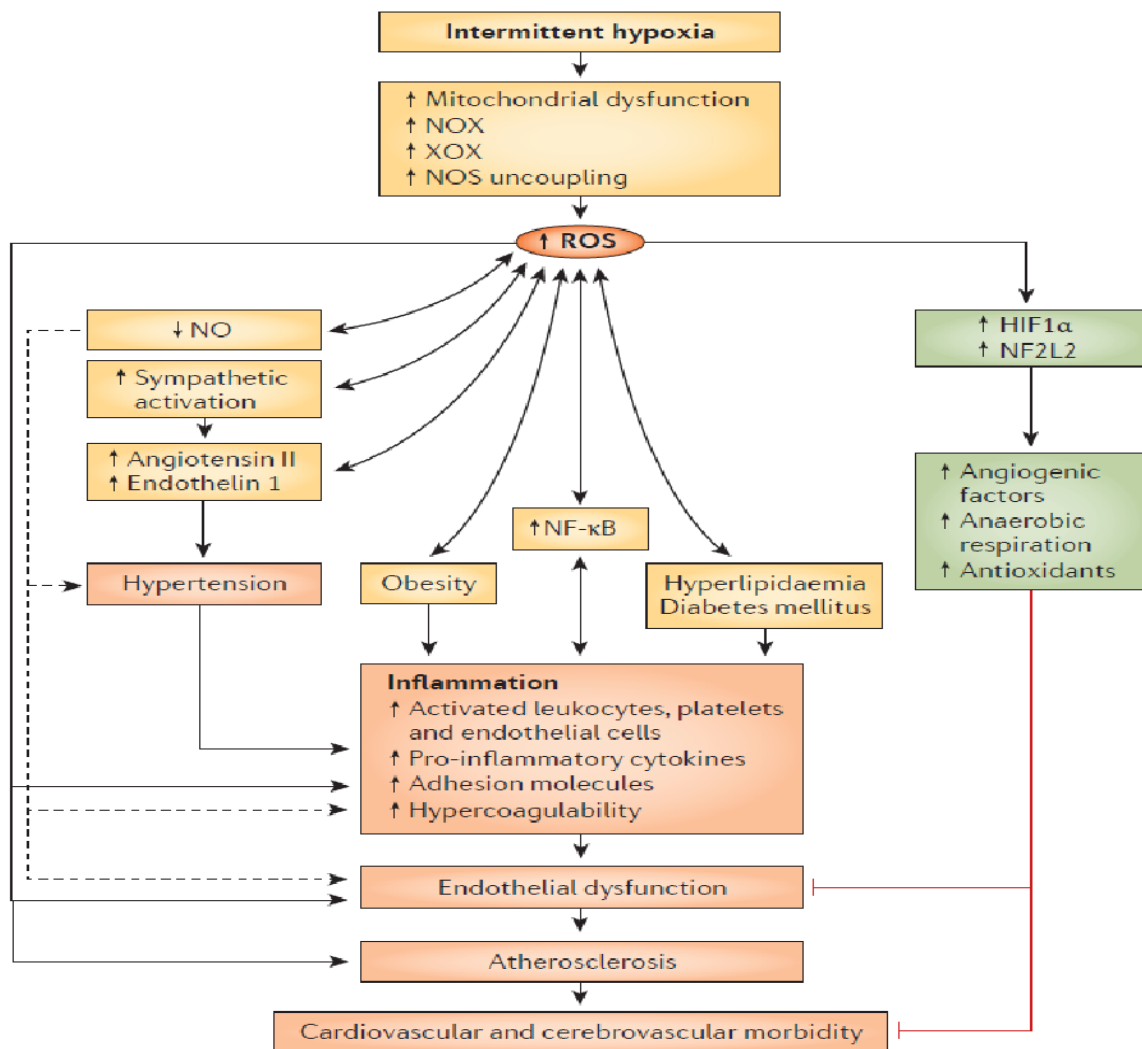 Intermittent hypoxia
↑ Mitochondrial dysfunction
↑ NOX
↑ XOX
↑ NOS uncoupling
↑ ROS
↓ NO
↑ Sympathetic
activation
↑ Angiotensin II
↑ Endothelin 1
Hypertension
Obesity
↑NF-κB
Hyperlipidaemia
Diabetes mellitus
↑ HIF1α
↑ NF2L2
↑ Angiogenic
factors
↑ Anaerobic
respiration
↑ Antioxidants
Inflammation
↑ Activated leukocytes, platelets
and endothelial cells
↑ Pro-inflammatory cytokines
↑ Adhesion molecules
↑ Hypercoagulability
Endothelial dysfunction
Atherosclerosis
Cardiovascular and cerebrovascular morbidity